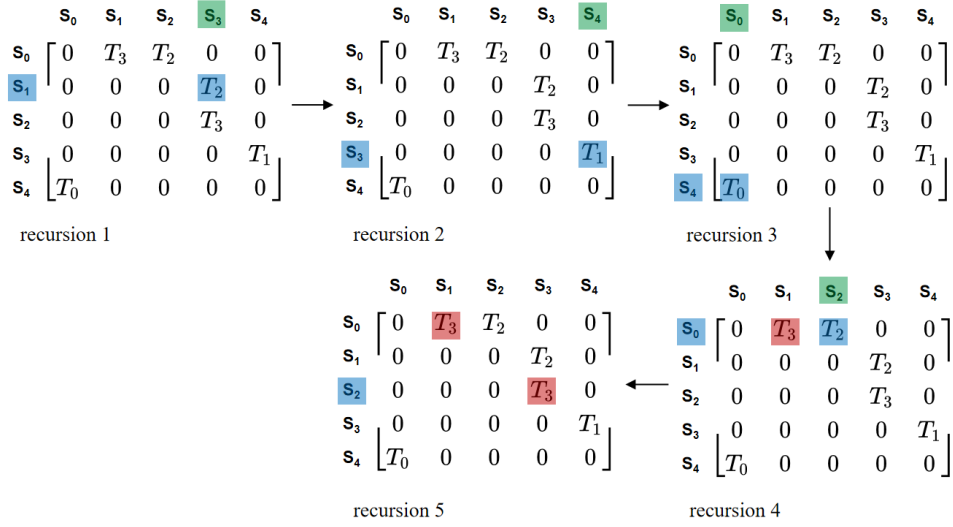 S₀ S₁ S₂ S₃ S₄
S₀ 0 T₃ T₂ 0 0
S₁ 0 0 0 T₂ 0
S₂ 0 0 0 T₃ 0
S₃ 0 0 0 0 T₁
S₄ T₀ 0 0 0 0
recursion 1
S₀ S₁ S₂ S₃ S₄
S₀ 0 T₃ T₂ 0 0
S₁ 0 0 0 T₂ 0
S₂ 0 0 0 T₃ 0
S₃ 0 0 0 0 T₁
S₄ T₀ 0 0 0 0
recursion 2
S₀ S₁ S₂ S₃ S₄
S₀ 0 T₃ T₂ 0 0
S₁ 0 0 0 T₂ 0
S₂ 0 0 0 T₃ 0
S₃ 0 0 0 0 T₁
S₄ T₀ 0 0 0 0
recursion 3
S₀ S₁ S₂ S₃ S₄
S₀ 0 T₃ T₂ 0 0
S₁ 0 0 0 T₂ 0
S₂ 0 0 0 T₃ 0
S₃ 0 0 0 0 T₁
S₄ T₀ 0 0 0 0
recursion 4
S₀ S₁ S₂ S₃ S₄
S₀ 0 T₃ T₂ 0 0
S₁ 0 0 0 T₂ 0
S₂ 0 0 0 T₃ 0
S₃ 0 0 0 0 T₁
S₄ T₀ 0 0 0 0
recursion 5